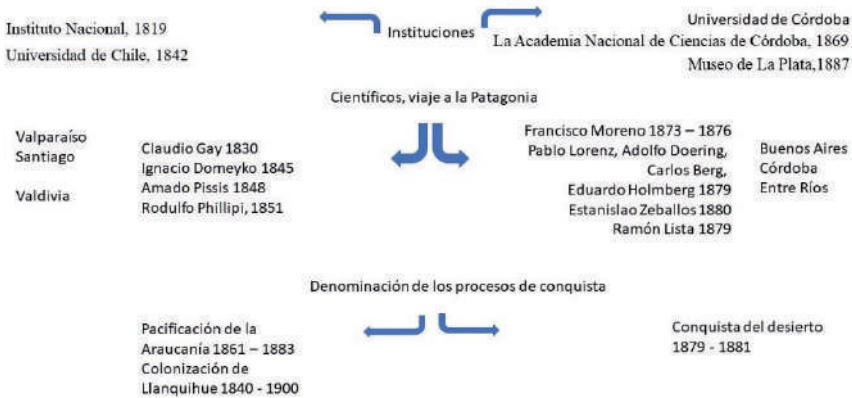 Instituciones
Instituto Nacional, 1819
Universidad de Chile, 1842
Universidad de Córdoba
La Academia Nacional de Ciencias de Córdoba, 1869
Museo de La Plata,1887
Científicos, viaje a la Patagonia
Valparaíso
Santiago
Valdivia
Claudio Gay 1830
Ignacio Domeyko 1845
Amado Pissis 1848
Rodulfo Phillipi, 1851
Francisco Moreno 1873 – 1876
Pablo Lorenz, Adolfo Doering,
Carlos Berg,
Eduardo Holmberg 1879
Estanislao Zeballos 1880
Ramón Lista 1879
Buenos Aires
Córdoba
Entre Ríos
Denominación de los procesos de conquista
Pacificación de la
Araucanía 1861 – 1883
Colonización de
Llanquihue 1840 - 1900
Conquista del desierto
1879 - 1881